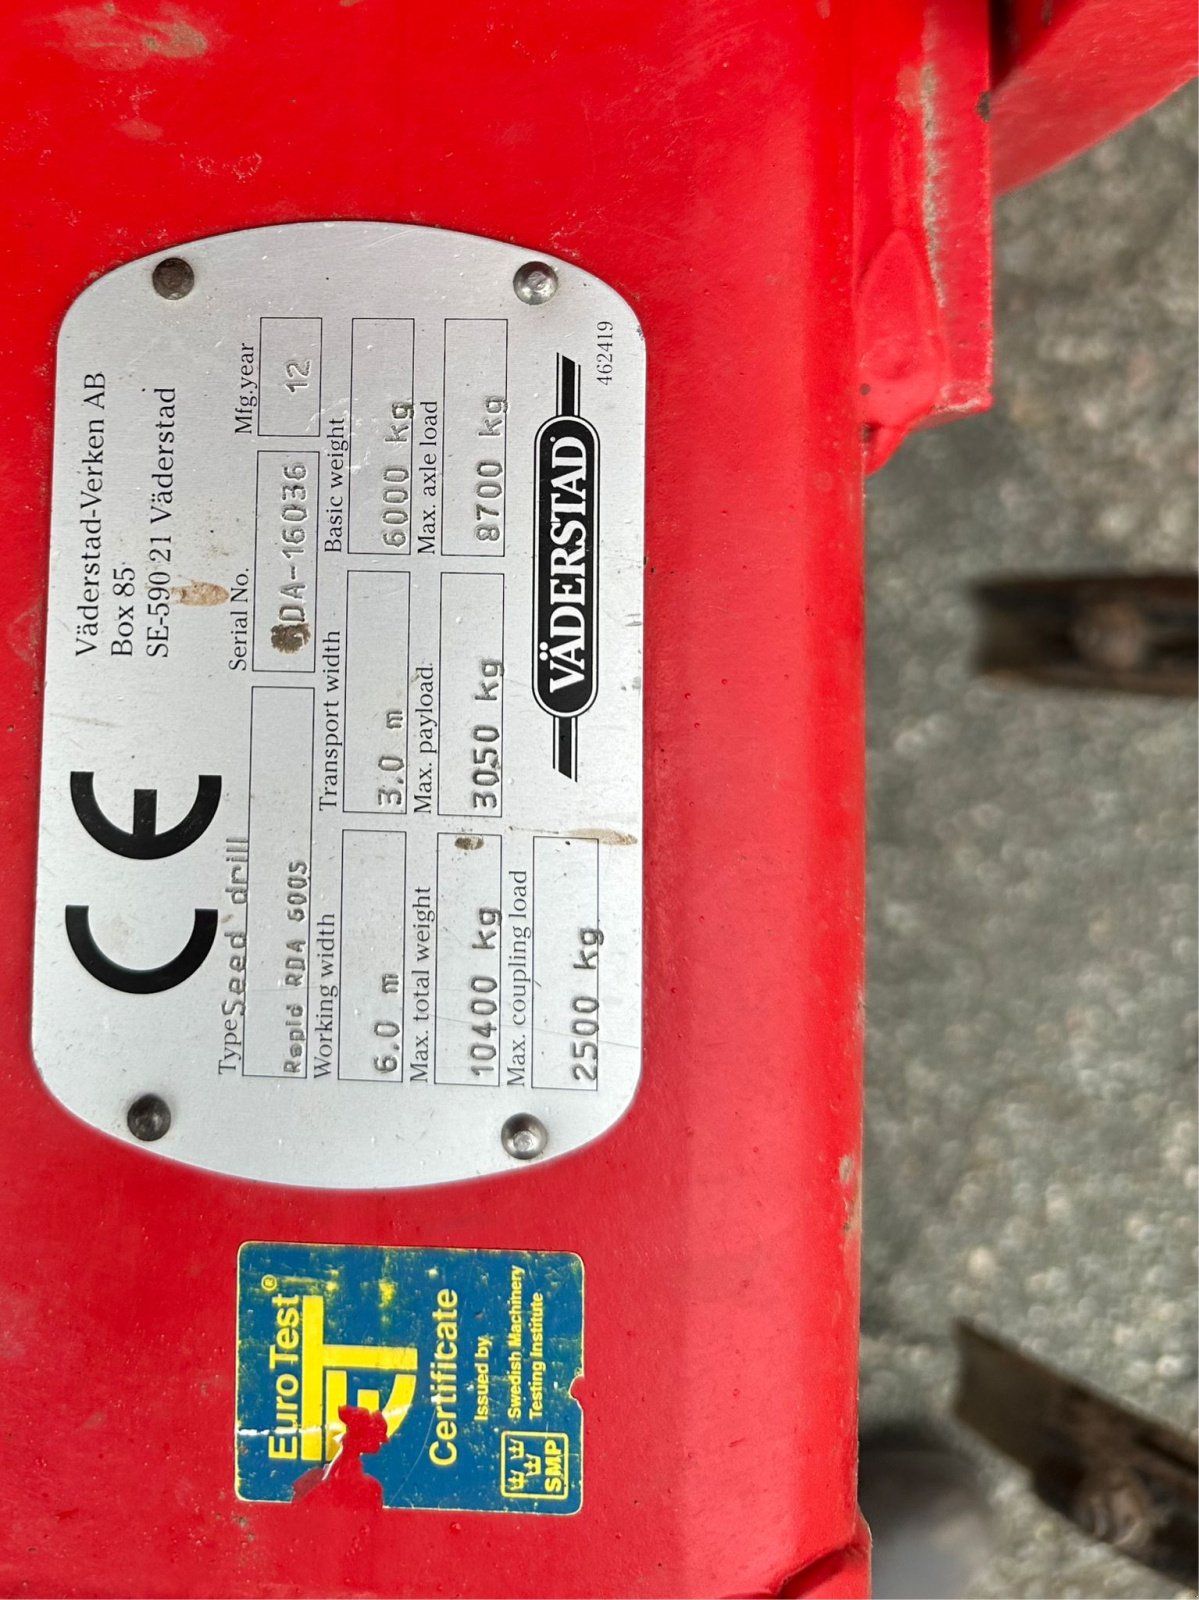 Väderstad-Verken AB
Box 85
SE-590 21 Väderstad
CE
Type Seed drill
Serial No.
Mfg.year
Rapid RDA 600S
DA-16036
12
Working width
Transport width
Basic weight
6.0 m
3.0 m
6000 kg
Max. total weight
Max. payload
Max. axle load
10400 kg
3050 kg
8700 kg
Max. coupling load
2500 kg
VÄDERSTAD
462419
EuroTest®
ET
Certificate
Issued by
Swedish Machinery
Testing Institute
SMP